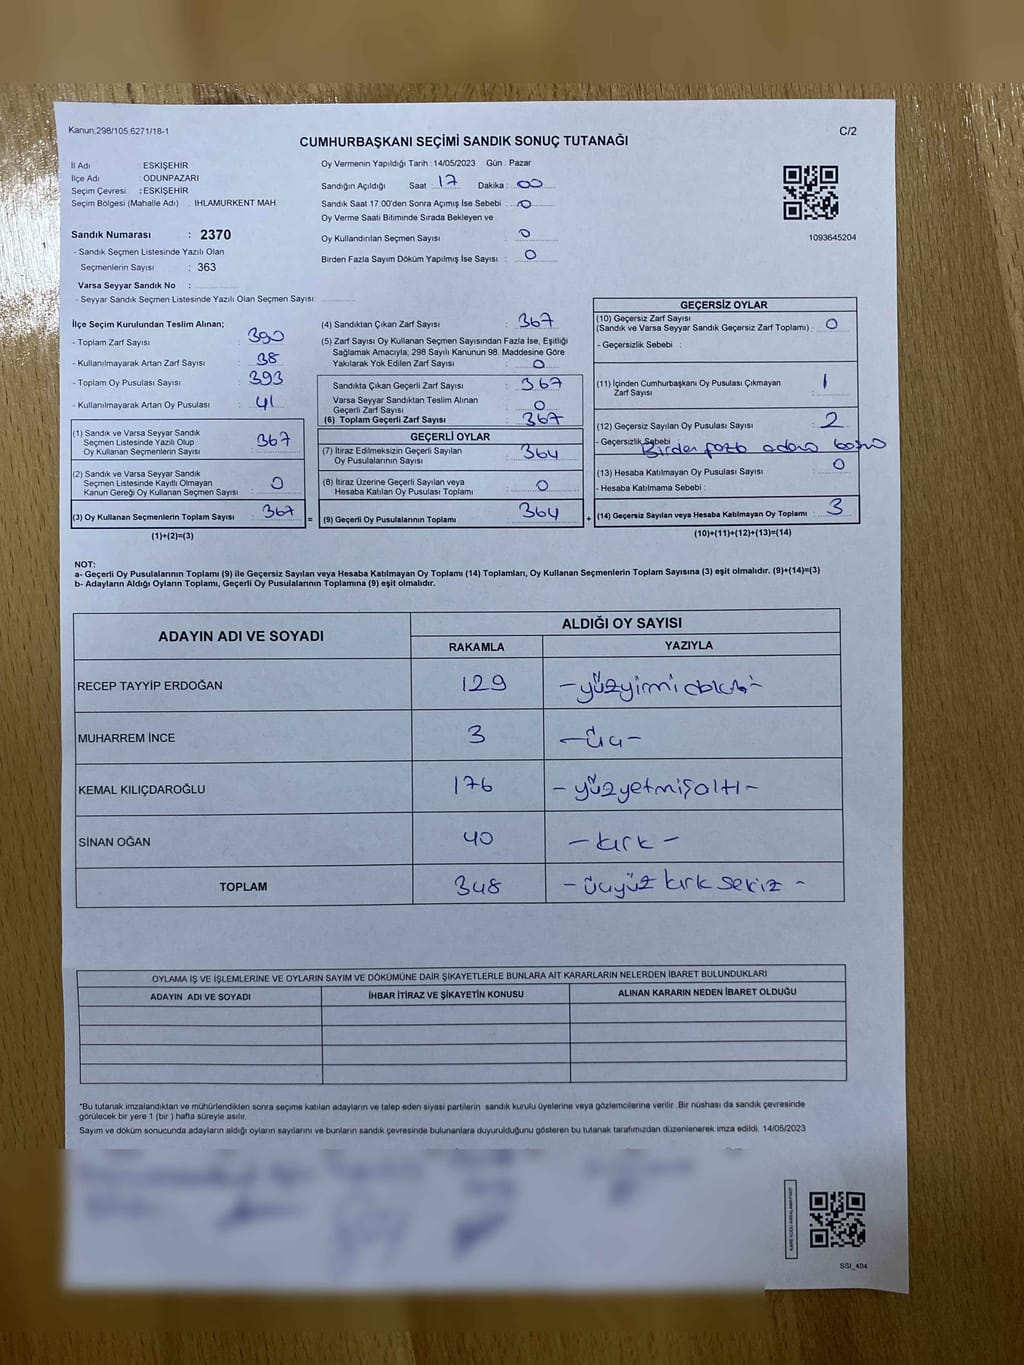 Kanun,298/105,6271/18-1
C/2
CUMHURBAŞKANI SEÇİMİ SANDIK SONUÇ TUTANAĞI
İl Adı : ESKİŞEHİR
İlçe Adı : ODUNPAZARI
Seçim Çevresi : ESKİŞEHİR
Seçim Bölgesi (Mahalle Adı) : IHLAMURKENT MAH.
Sandık Numarası : 2370
- Sandık Seçmen Listesinde Yazılı Olan
Seçmenlerin Sayısı : 363
Varsa Seyyar Sandık No :
- Seyyar Sandık Seçmen Listesinde Yazılı Olan Seçmen Sayısı:
Oy Vermenin Yapıldığı Tarih : 14/05/2023 Gün : Pazar
Sandığın Açıldığı Saat : 17 Dakika : 00
Sandık Saat 17.00'den Sonra Açımış İse Sebebi : 0
Oy Verme Saati Bitiminde Sırada Bekleyen ve
Oy Kullandırılan Seçmen Sayısı : 0
Birden Fazla Sayım Döküm Yapılmış İse Sayısı : 0
1093645204
İlçe Seçim Kurulundan Teslim Alınan;
- Toplam Zarf Sayısı : 390
- Kullanılmayarak Artan Zarf Sayısı : 38
- Toplam Oy Pusulası Sayısı : 393
- Kullanılmayarak Artan Oy Pusulası : 41
(1) Sandık ve Varsa Seyyar Sandık
Seçmen Listesinde Yazılı Olup
Oy Kullanan Seçmenlerin Sayısı : 367
(2) Sandık ve Varsa Seyyar Sandık
Seçmen Listesinde Kayıtlı Olmayan
Kanun Gereği Oy Kullanan Seçmen Sayısı : 0
(3) Oy Kullanan Seçmenlerin Toplam Sayısı : 367
(1)+(2)=(3)
(4) Sandıktan Çıkan Zarf Sayısı : 367
(5) Zarf Sayısı Oy Kullanan Seçmen Sayısından Fazla İse, Eşitliği
Sağlamak Amacıyla, 298 Sayılı Kanunun 98. Maddesine Göre
Yakılarak Yok Edilen Zarf Sayısı : 0
Sandıkta Çıkan Geçerli Zarf Sayısı : 367
Varsa Seyyar Sandıktan Teslim Alınan
Geçerli Zarf Sayısı : 0
(6) Toplam Geçerli Zarf Sayısı : 367
GEÇERLİ OYLAR
(7) İtiraz Edilmeksizin Geçerli Sayılan
Oy Pusulalarının Sayısı : 364
(8) İtiraz Üzerine Geçerli Sayılan veya
Hesaba Katılan Oy Pusulası Toplamı : 0
= (9) Geçerli Oy Pusulalarının Toplamı : 364
GEÇERSİZ OYLAR
(10) Geçersiz Zarf Sayısı
(Sandık ve Varsa Seyyar Sandık Geçersiz Zarf Toplamı) : 0
- Geçersizlik Sebebi :
(11) İçinden Cumhurbaşkanı Oy Pusulası Çıkmayan
Zarf Sayısı : 1
(12) Geçersiz Sayılan Oy Pusulası Sayısı : 2
- Geçersizlik Sebebi : Birden fazla adaya
(13) Hesaba Katılmayan Oy Pusulası Sayısı : 0
- Hesaba Katılmama Sebebi :
+ (14) Geçersiz Sayılan veya Hesaba Katılmayan Oy Toplamı : 3
(10)+(11)+(12)+(13)=(14)
NOT:
a- Geçerli Oy Pusulalarının Toplamı (9) ile Geçersiz Sayılan veya Hesaba Katılmayan Oy Toplamı (14) Toplamları, Oy Kullanan Seçmenlerin Toplam Sayısına (3) eşit olmalıdır. (9)+(14)=(3)
b- Adayların Aldığı Oyların Toplamı, Geçerli Oy Pusulalarının Toplamına (9) eşit olmalıdır.
ADAYIN ADI VE SOYADI ALDIĞI OY SAYISI
RAKAMLA YAZIYLA
RECEP TAYYİP ERDOĞAN 129 -yüzyirmidokuz-
MUHARREM İNCE 3 -üç-
KEMAL KILIÇDAROĞLU 176 -yüzyetmişaltı-
SİNAN OĞAN 40 -kırk-
TOPLAM 348 -üçyüz kırk sekiz-
OYLAMA İŞ VE İŞLEMLERİNE VE OYLARIN SAYIM VE DÖKÜMÜNE DAİR ŞİKAYETLERLE BUNLARA AİT KARARLARIN NELERDEN İBARET BULUNDUKLARI
ADAYIN ADI VE SOYADI İHBAR İTİRAZ VE ŞİKAYETİN KONUSU ALINAN KARARIN NEDEN İBARET OLDUĞU
*Bu tutanak imzalandıktan ve mühürlendikten sonra seçime katılan adayların ve talep eden siyasi partilerin sandık kurulu üyelerine veya gözlemcilerine verilir .Bir nüshası da sandık çevresinde
görülecek bir yere 1 (bir ) hafta süreyle asılır.
Sayım ve döküm sonucunda adayların aldığı oyların sayılarını ve bunların sandık çevresinde bulunanlara duyurulduğunu gösteren bu tutanak tarafımızdan düzenlenerek imza edildi. 14/05/2023
SSI_404